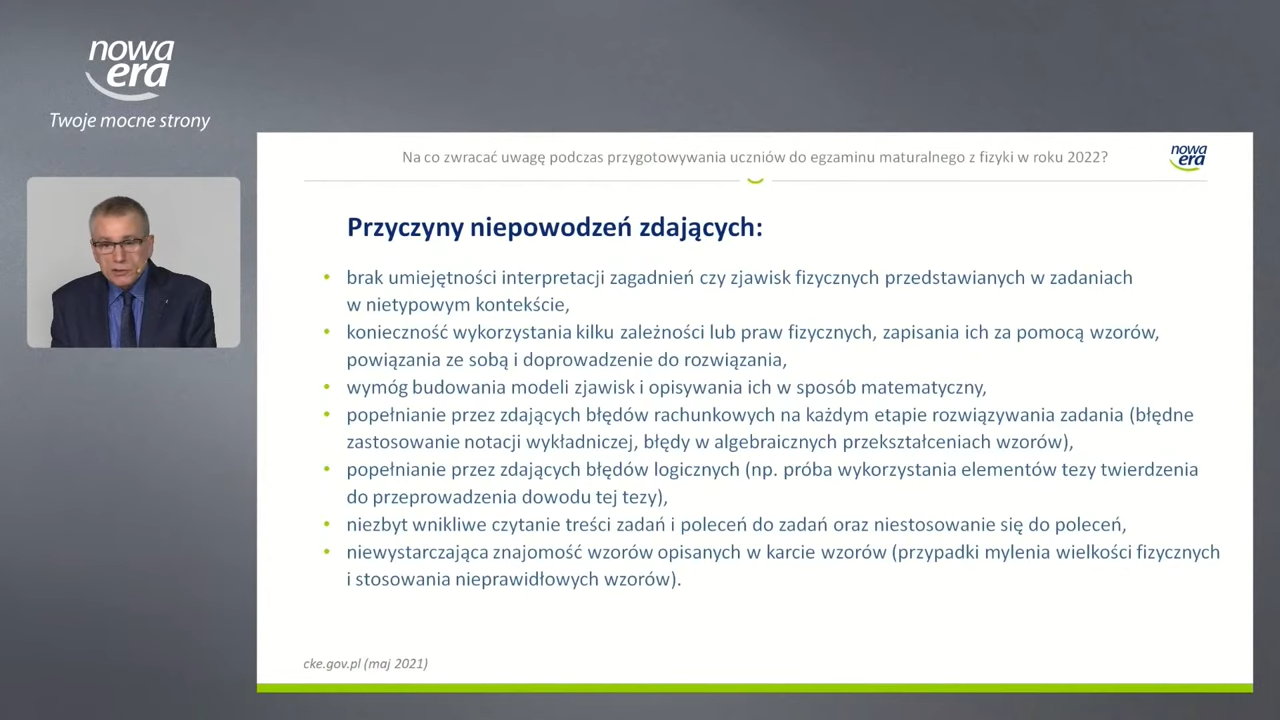 nowa
era
Twoje mocne strony
Na co zwracać uwagę podczas przygotowywania uczniów do egzaminu maturalnego z fizyki w roku 2022?
nowa
era
Przyczyny niepowodzeń zdających:
• brak umiejętności interpretacji zagadnień czy zjawisk fizycznych przedstawianych w zadaniach
w nietypowym kontekście,
• konieczność wykorzystania kilku zależności lub praw fizycznych, zapisania ich za pomocą wzorów,
powiązania ze sobą i doprowadzenie do rozwiązania,
• wymóg budowania modeli zjawisk i opisywania ich w sposób matematyczny,
• popełnianie przez zdających błędów rachunkowych na każdym etapie rozwiązywania zadania (błędne
zastosowanie notacji wykładniczej, błędy w algebraicznych przekształceniach wzorów),
• popełnianie przez zdających błędów logicznych (np. próba wykorzystania elementów tezy twierdzenia
do przeprowadzenia dowodu tej tezy),
• niezbyt wnikliwe czytanie treści zadań i poleceń do zadań oraz niestosowanie się do poleceń,
• niewystarczająca znajomość wzorów opisanych w karcie wzorów (przypadki mylenia wielkości fizycznych
i stosowania nieprawidłowych wzorów).
cke.gov.pl (maj 2021)